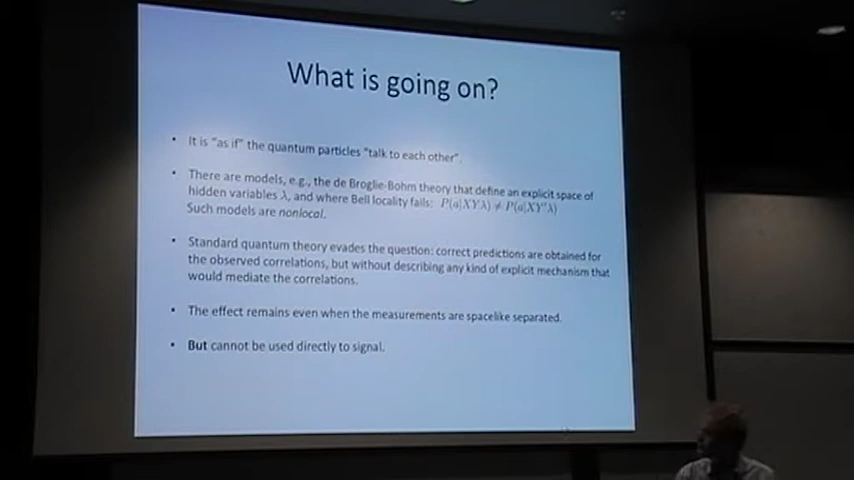 What is going on?
• It is "as if" the quantum particles "talk to each other".
• There are models, e.g., the de Broglie-Bohm theory that define an explicit space of
hidden variables λ, and where Bell locality fails: P(a|XYλ) ≠ P(a|XY'λ)
Such models are nonlocal.
• Standard quantum theory evades the question: correct predictions are obtained for
the observed correlations, but without describing any kind of explicit mechanism that
would mediate the correlations.
• The effect remains even when the measurements are spacelike separated.
• But cannot be used directly to signal.